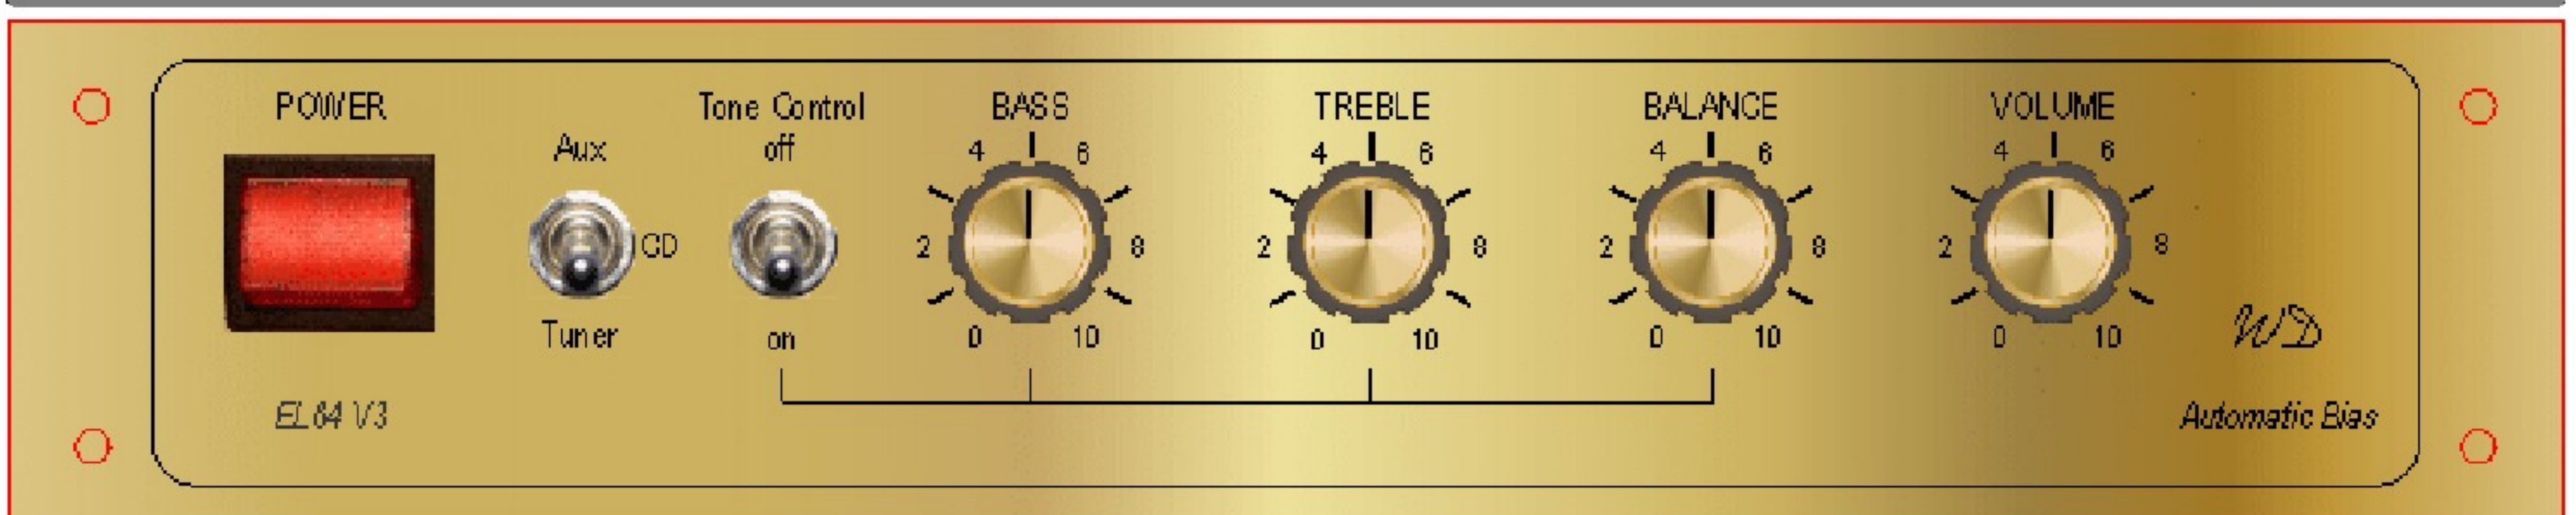 POWER
EL84 V3
Aux
CD
Tuner
Tone Control
off
on
BASS
4 6
2 8
0 10
TREBLE
4 6
2 8
0 10
BALANCE
4 6
2 8
0 10
VOLUME
4 6
2 8
0 10
WD
Automatic Bias